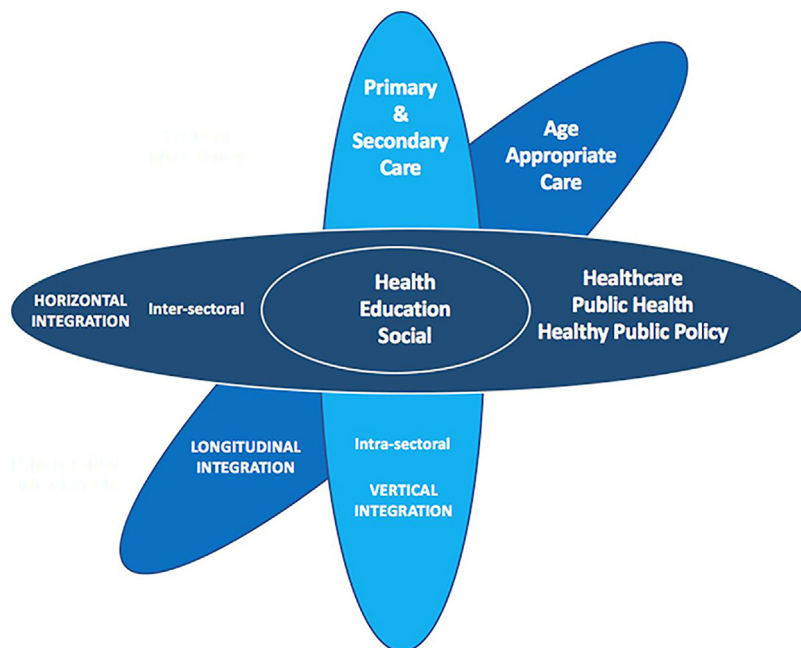 Primary
&
Secondary
Care
Age
Appropriate
Care
HORIZONTAL
INTEGRATION
Inter-sectoral
Health
Education
Social
Healthcare
Public Health
Healthy Public Policy
LONGITUDINAL
INTEGRATION
Intra-sectoral
VERTICAL
INTEGRATION